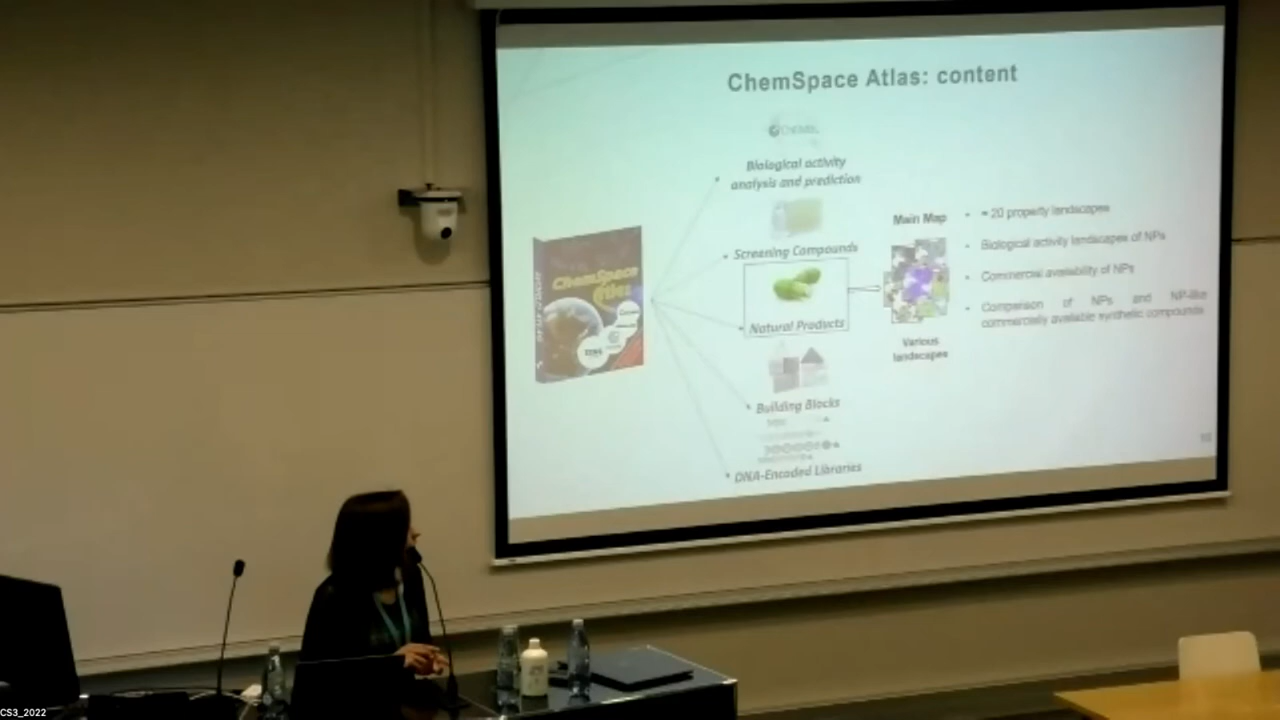 ChemSpace Atlas: content
Biological activity
analysis and prediction
Screening Compounds
Natural Products
Building Blocks
DNA-Encoded Libraries
ChemSpace
Atlas
Main Map
Various
landscapes
≈ 20 property landscapes
Biological activity landscapes of NPs
Commercial availability of NPs
Comparison of NPs and NP-like
commercially available synthetic compounds
CS3_2022